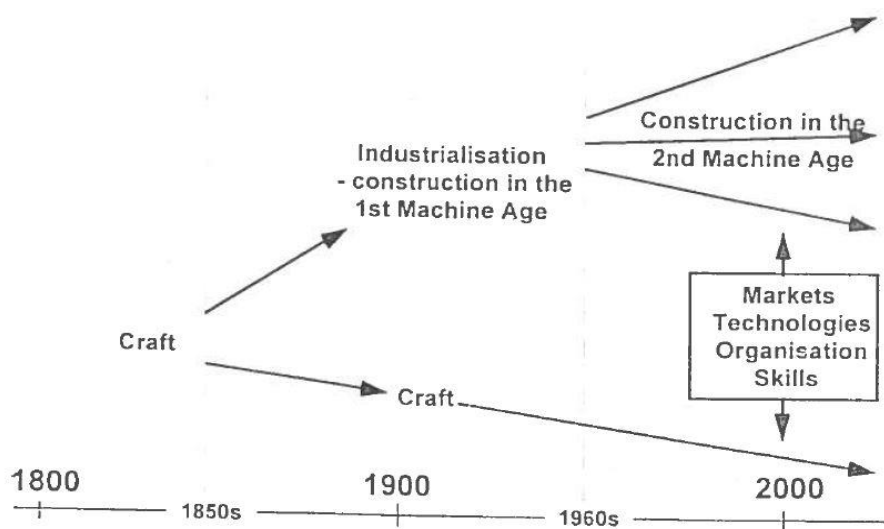 Construction in the
2nd Machine Age
Industrialisation
- construction in the
1st Machine Age
Markets
Technologies
Organisation
Skills
Craft
Craft
1800
1900
2000
1850s
1960s